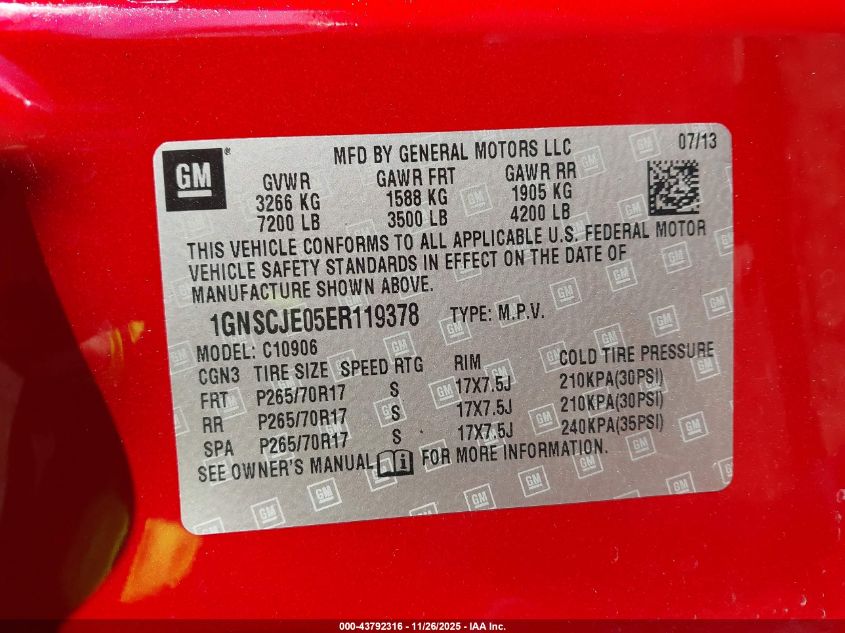 GM ®
MFD BY GENERAL MOTORS LLC
07/13
GVWR GAWR FRT GAWR RR
3266 KG 1588 KG 1905 KG
7200 LB 3500 LB 4200 LB
THIS VEHICLE CONFORMS TO ALL APPLICABLE U.S. FEDERAL MOTOR
VEHICLE SAFETY STANDARDS IN EFFECT ON THE DATE OF
MANUFACTURE SHOWN ABOVE.
1GNSCJE05ER119378 TYPE: M.P.V.
MODEL: C10906
CGN3 TIRE SIZE SPEED RTG RIM COLD TIRE PRESSURE
FRT P265/70R17 S 17X7.5J 210KPA(30PSI)
RR P265/70R17 S 17X7.5J 210KPA(30PSI)
SPA P265/70R17 S 17X7.5J 240KPA(35PSI)
SEE OWNER'S MANUAL FOR MORE INFORMATION.
000-43792316 - 11/26/2025 - IAA Inc.